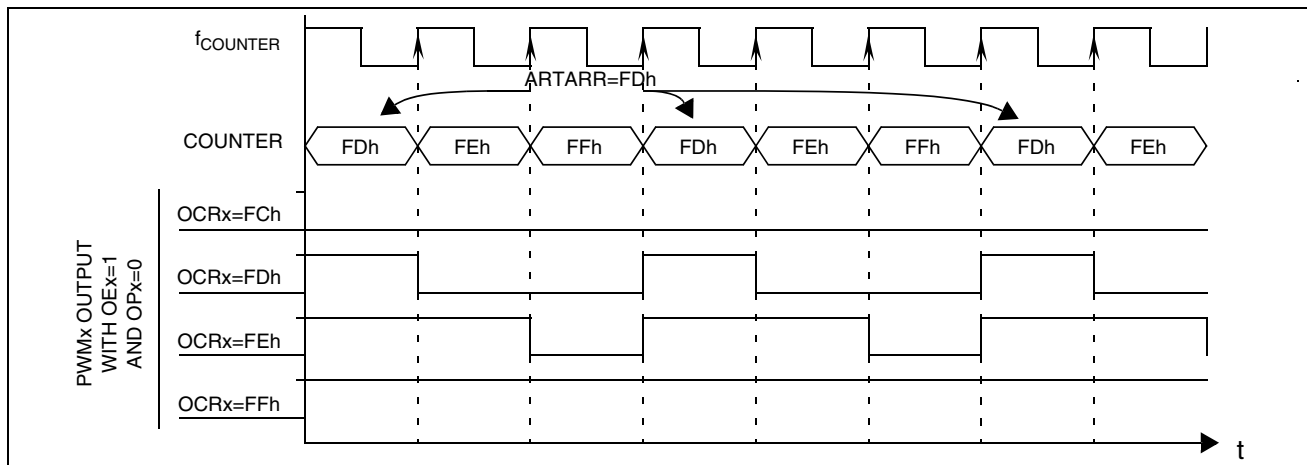 fCOUNTER
ARTARR=FDh
COUNTER
FDh FEh FFh FDh FEh FFh FDh FEh
PWMx OUTPUT
WITH OEx=1
AND OPx=0
OCRx=FCh
OCRx=FDh
OCRx=FEh
OCRx=FFh
t